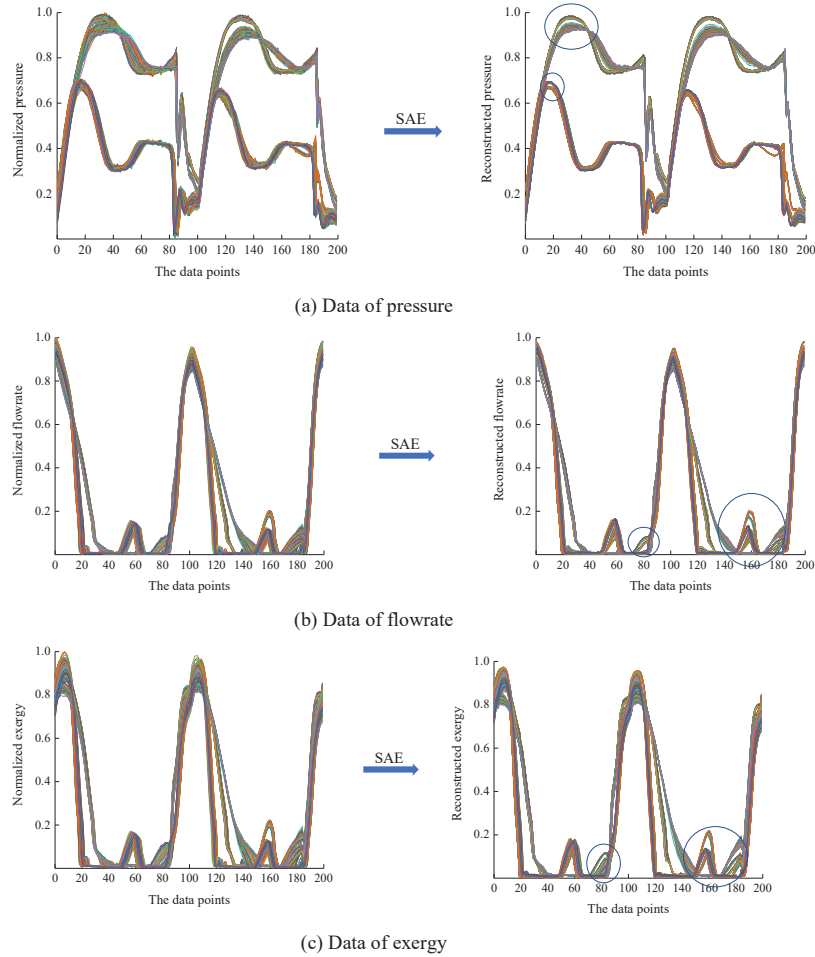 1.0
0.8
0.6
0.4
0.2
Normalized pressure
0 20 40 60 80 100 120 140 160 180 200
The data points
SAE
1.0
0.8
0.6
0.4
0.2
Reconstructed pressure
0 20 40 60 80 100 120 140 160 180 200
The data points
(a) Data of pressure
1.0
0.8
0.6
0.4
0.2
Normalized flowrate
0 20 40 60 80 100 120 140 160 180 200
The data points
SAE
1.0
0.8
0.6
0.4
0.2
Reconstructed flowrate
0 20 40 60 80 100 120 140 160 180 200
The data points
(b) Data of flowrate
1.0
0.8
0.6
0.4
0.2
Normalized exergy
0 20 40 60 80 100 120 140 160 180 200
The data points
SAE
1.0
0.8
0.6
0.4
0.2
Reconstructed exergy
0 20 40 60 80 100 120 140 160 180 200
The data points
(c) Data of exergy